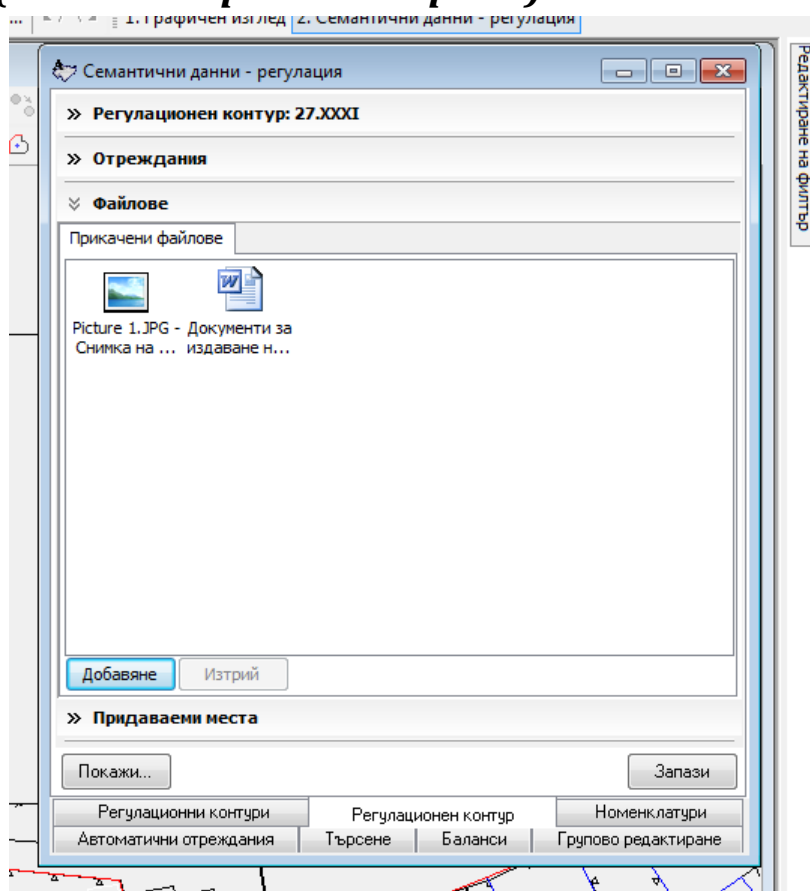 ... 1. Графичен изглед 2. Семантични данни - регулация
Семантични данни - регулация
Редактиране на филтър
» Регулационен контур: 27.XXXI
» Отреждания
Файлове
Прикачени файлове
Picture 1.JPG - Снимка на ...
Документи за издаване н...
Добавяне Изтрий
» Придаваеми места
Покажи... Запази
Регулационни контури Регулационен контур Номенклатури
Автоматични отреждания Търсене Баланси Групово редактиране